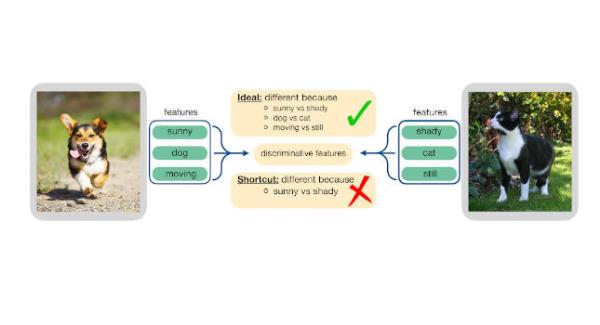 features
sunny
dog
moving
Ideal: different because
sunny vs shady
dog vs cat
moving vs still
discriminative features
Shortcut: different because
sunny vs shady
features
shady
cat
still